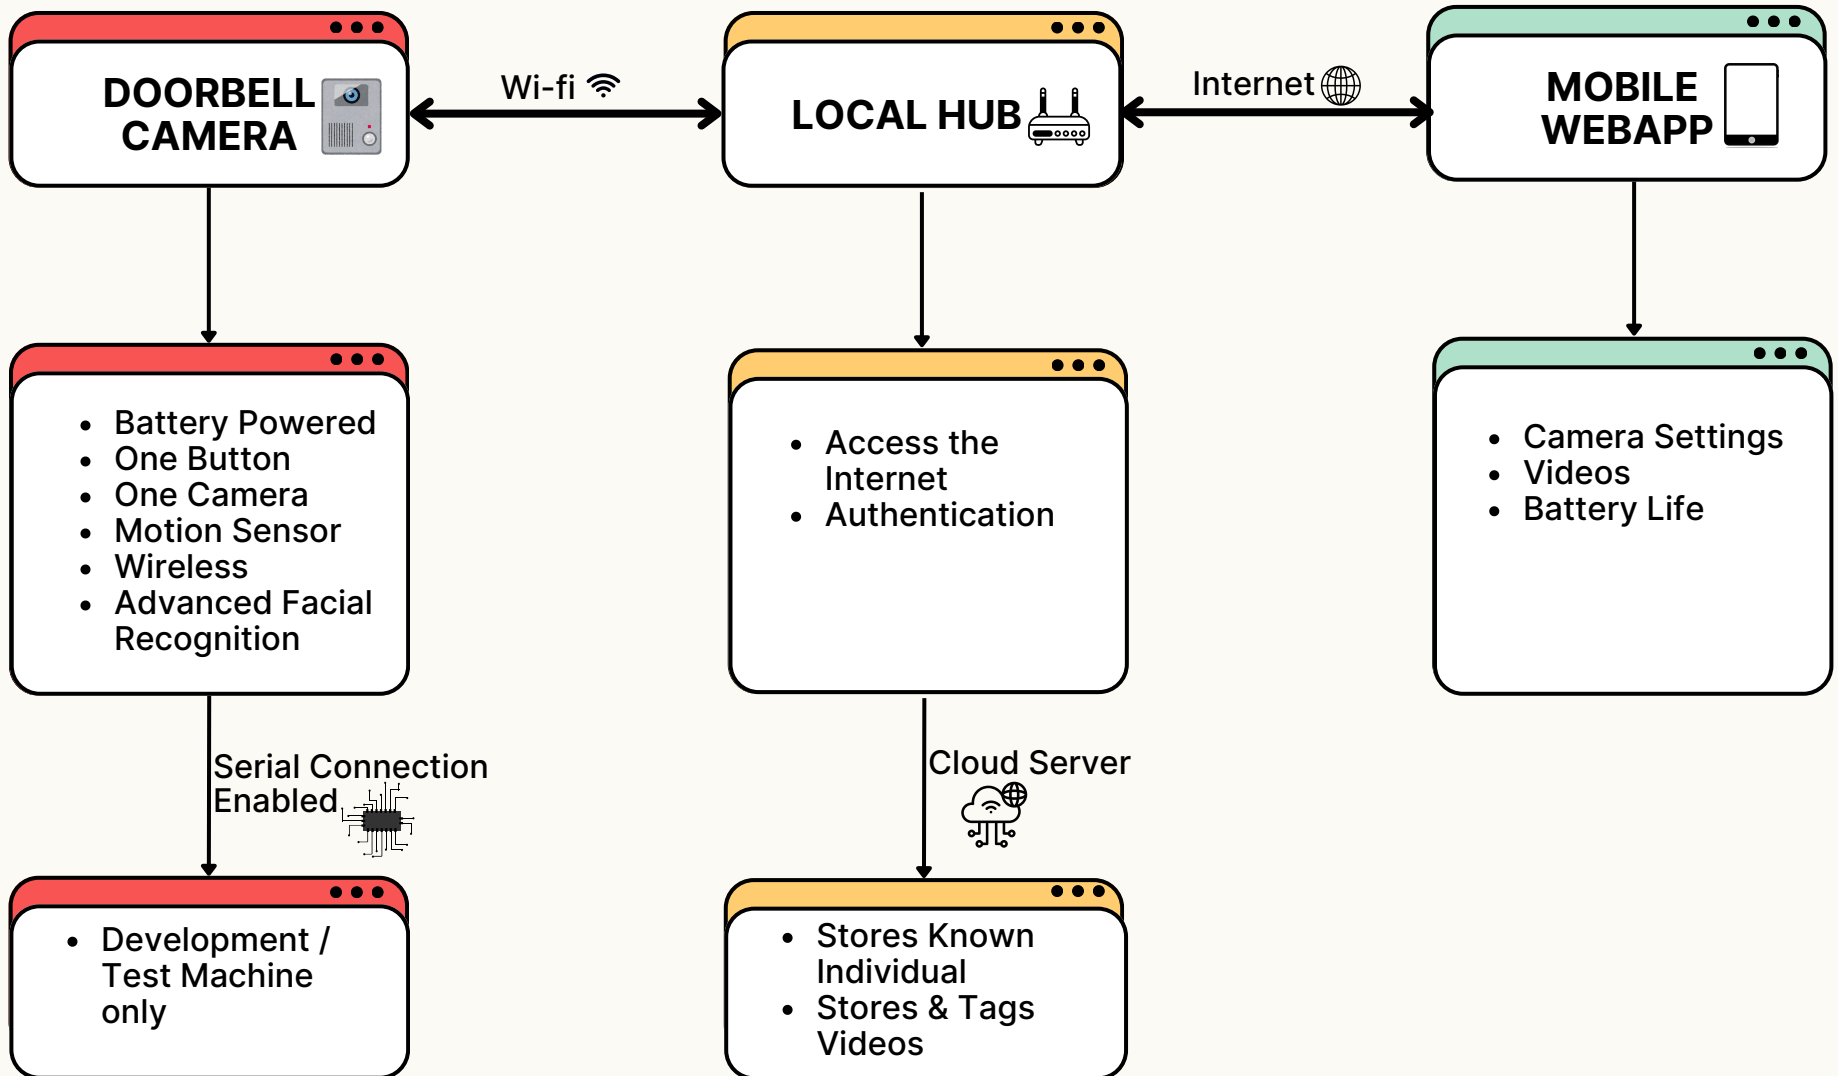 DOORBELL
CAMERA
Wi-fi
LOCAL HUB
Internet
MOBILE
WEBAPP
• Battery Powered
• One Button
• One Camera
• Motion Sensor
• Wireless
• Advanced Facial
Recognition
• Access the
Internet
• Authentication
• Camera Settings
• Videos
• Battery Life
Serial Connection
Enabled
Cloud Server
• Development /
Test Machine
only
• Stores Known
Individual
• Stores & Tags
Videos